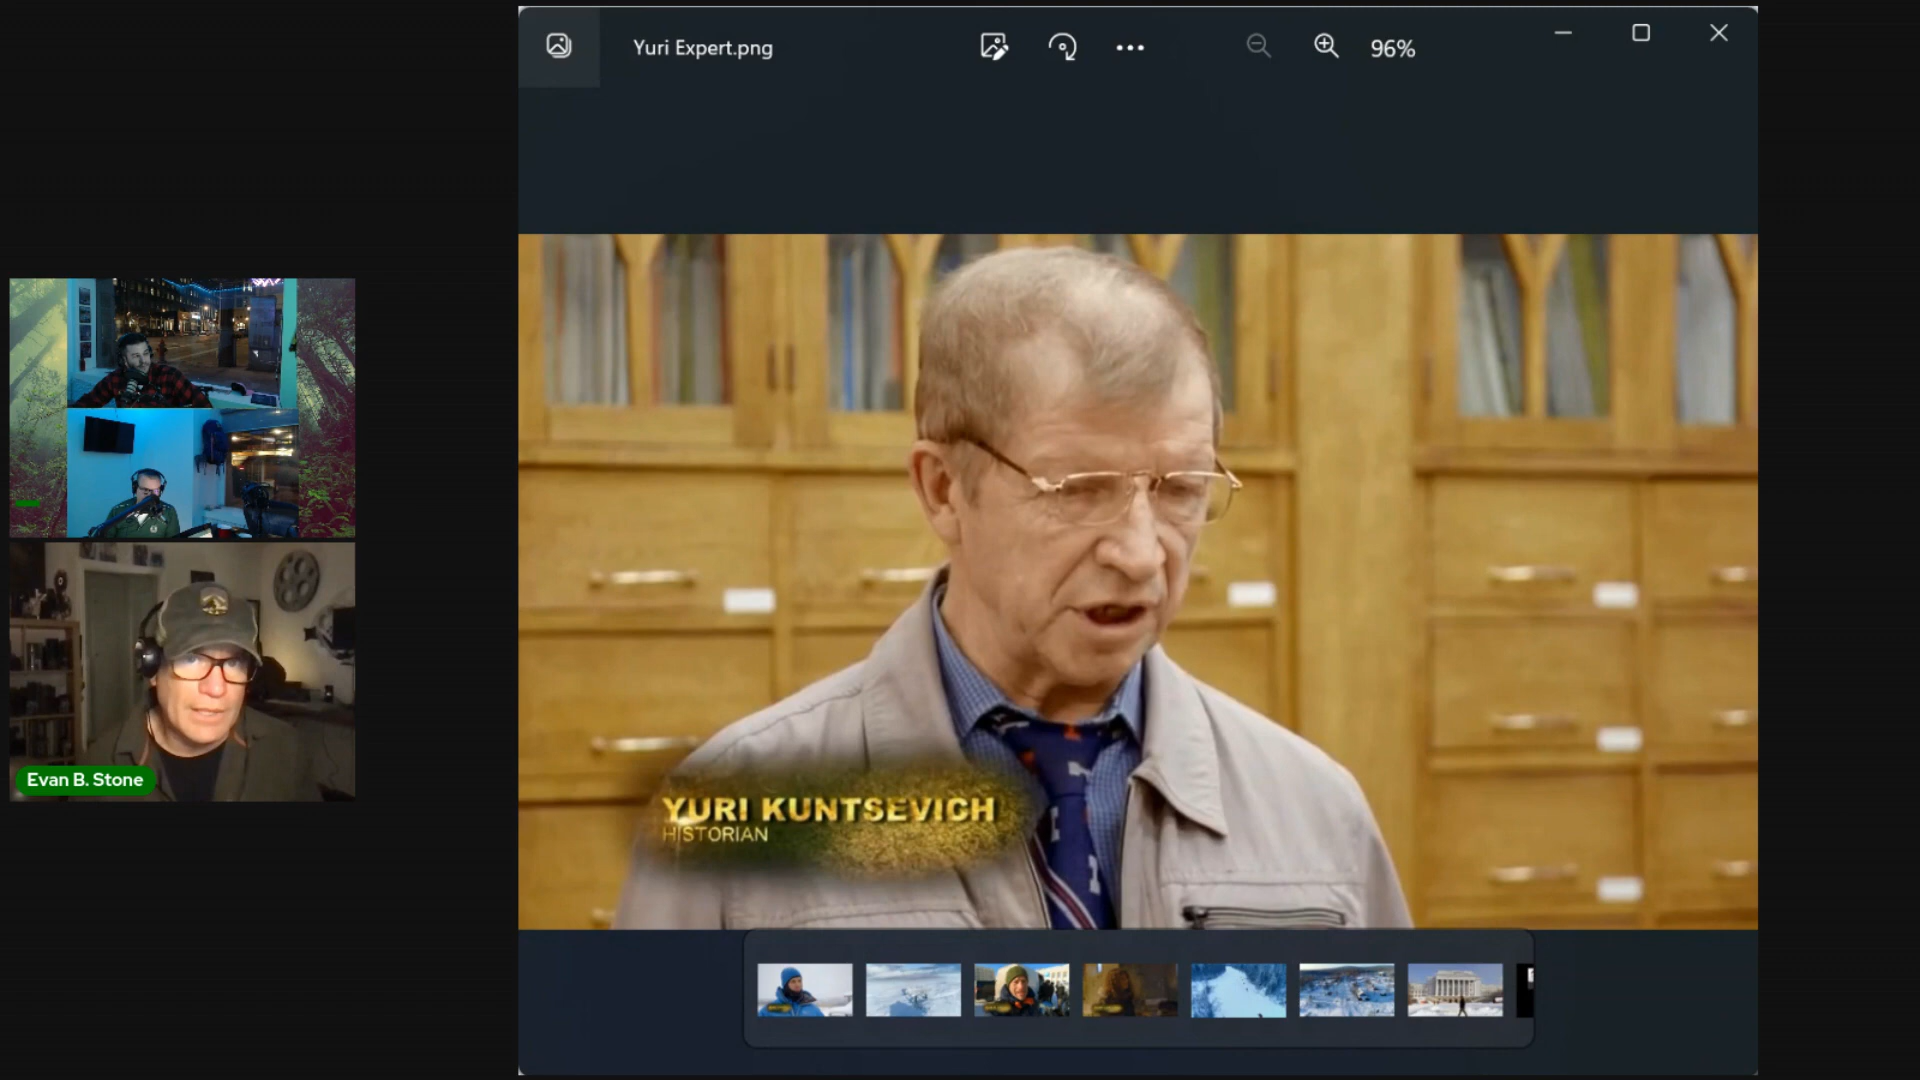 Yuri Expert.png
96%
YURI KUNTSEVICH
HISTORIAN
Evan B. Stone